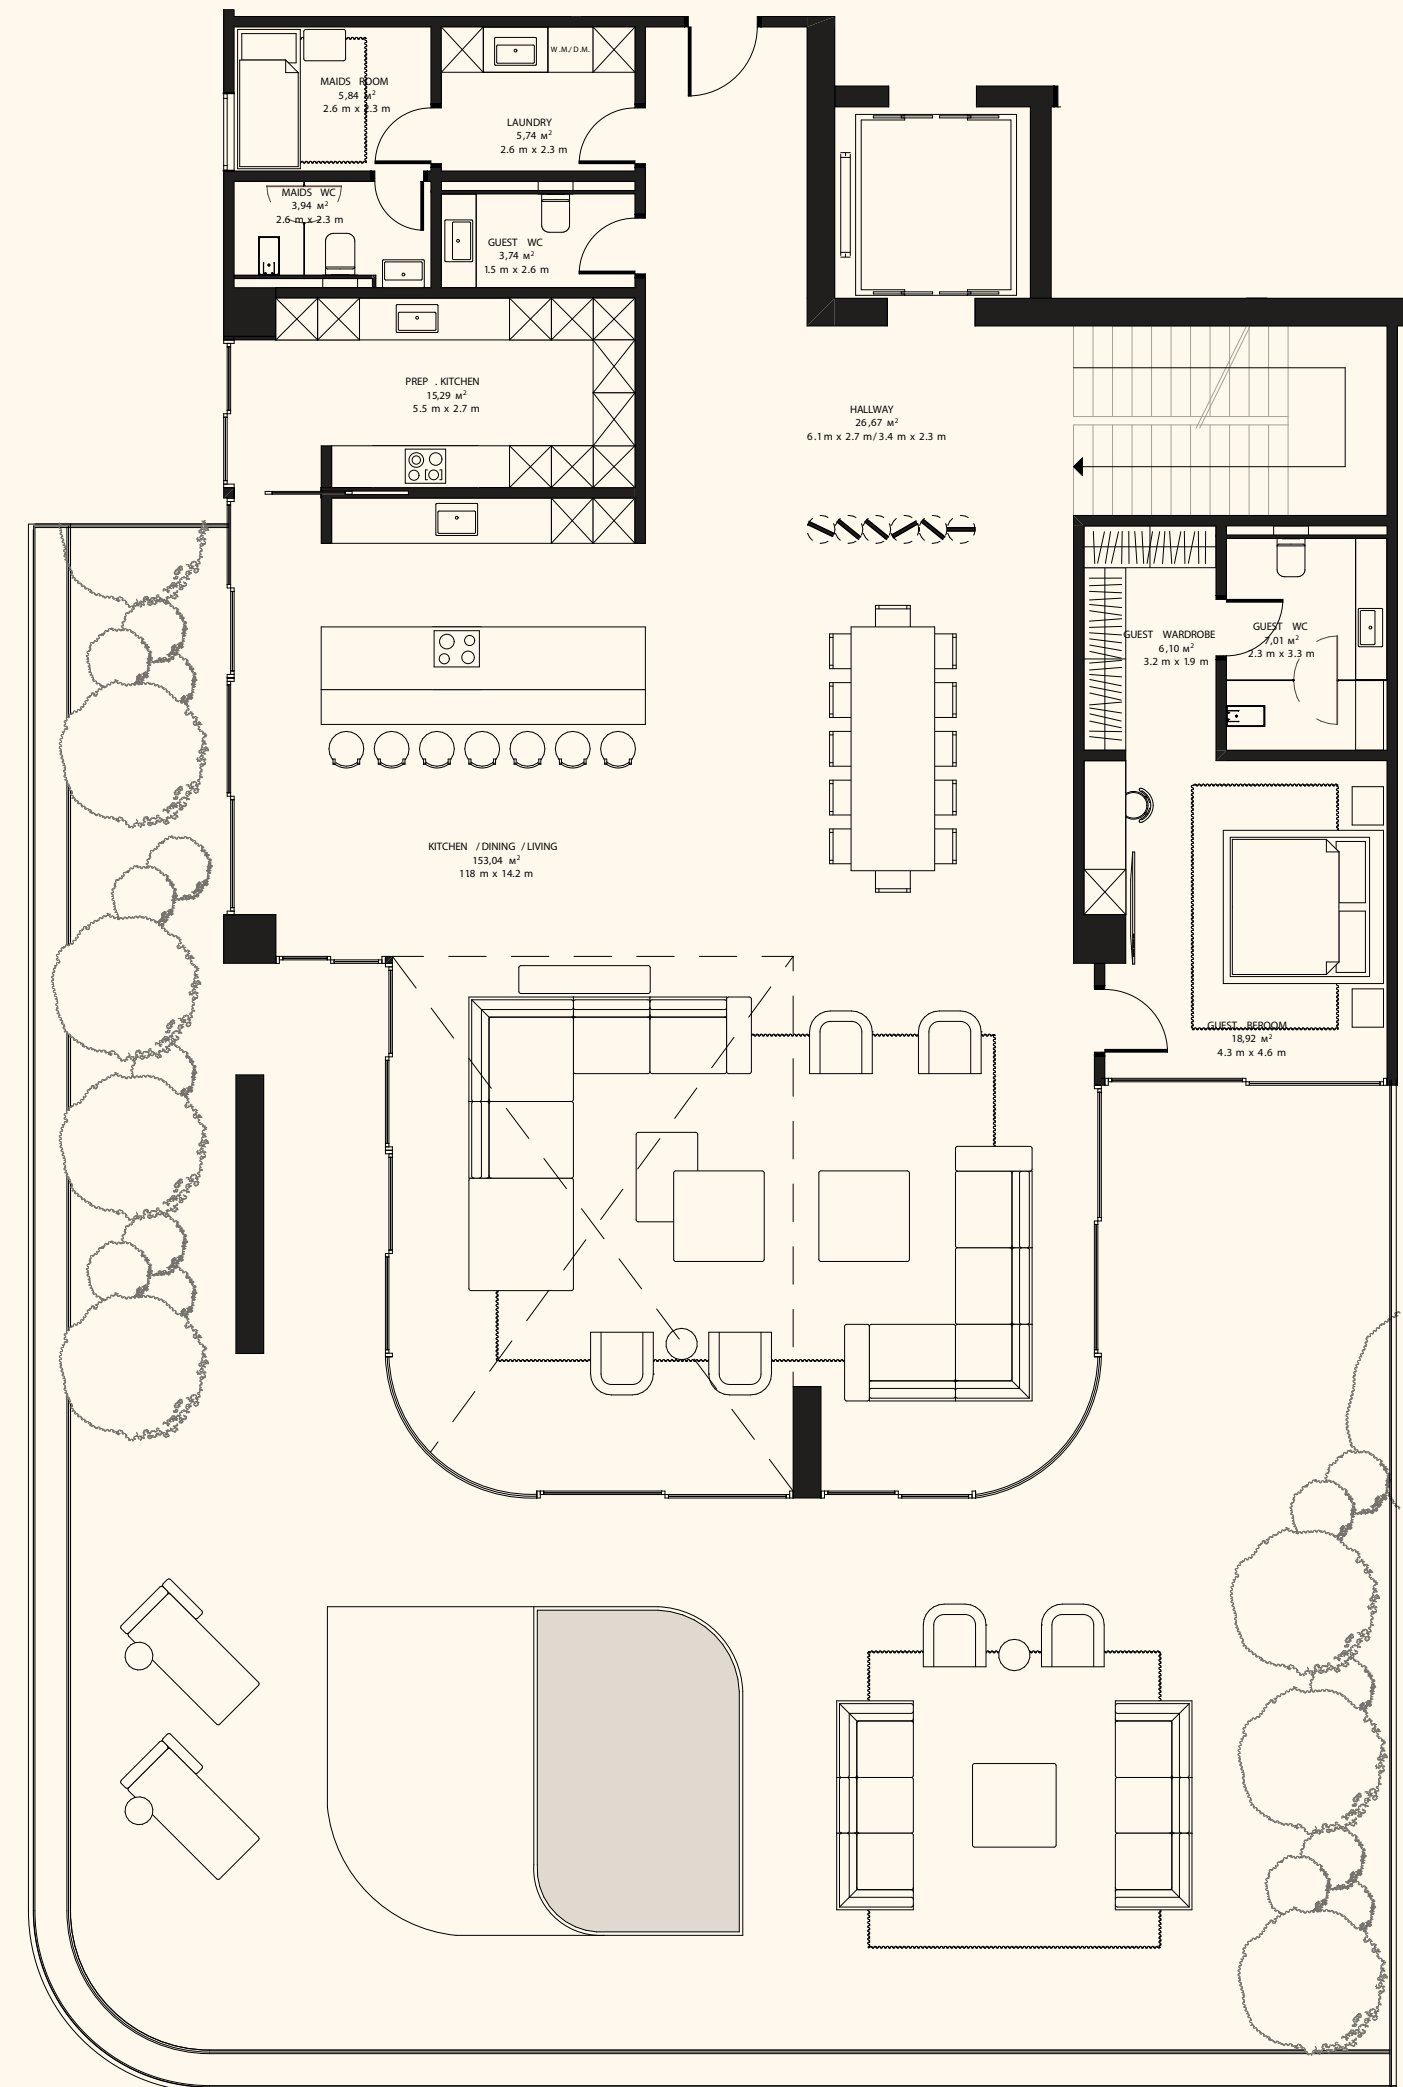 MAIDS ROOM
5,84 м²
2.6 m x 2.3 m
W.M./D.M.
LAUNDRY
5,74 м²
2.6 m x 2.3 m
MAIDS WC
3,94 м²
2.6 m x 2.3 m
GUEST WC
3,74 м²
1.5 m x 2.6 m
PREP . KITCHEN
15,29 м²
5.5 m x 2.7 m
HALLWAY
26,67 м²
6.1m x 2.7 m/3.4 m x 2.3 m
GUEST WARDROBE
6,10 м²
3.2 m x 1.9 m
GUEST WC
7,01 м²
2.3 m x 3.3 m
KITCHEN / DINING / LIVING
153,04 м²
11.8 m x 14.2 m
GUEST . BEROOM
18,92 м²
4.3 m x 4.6 m